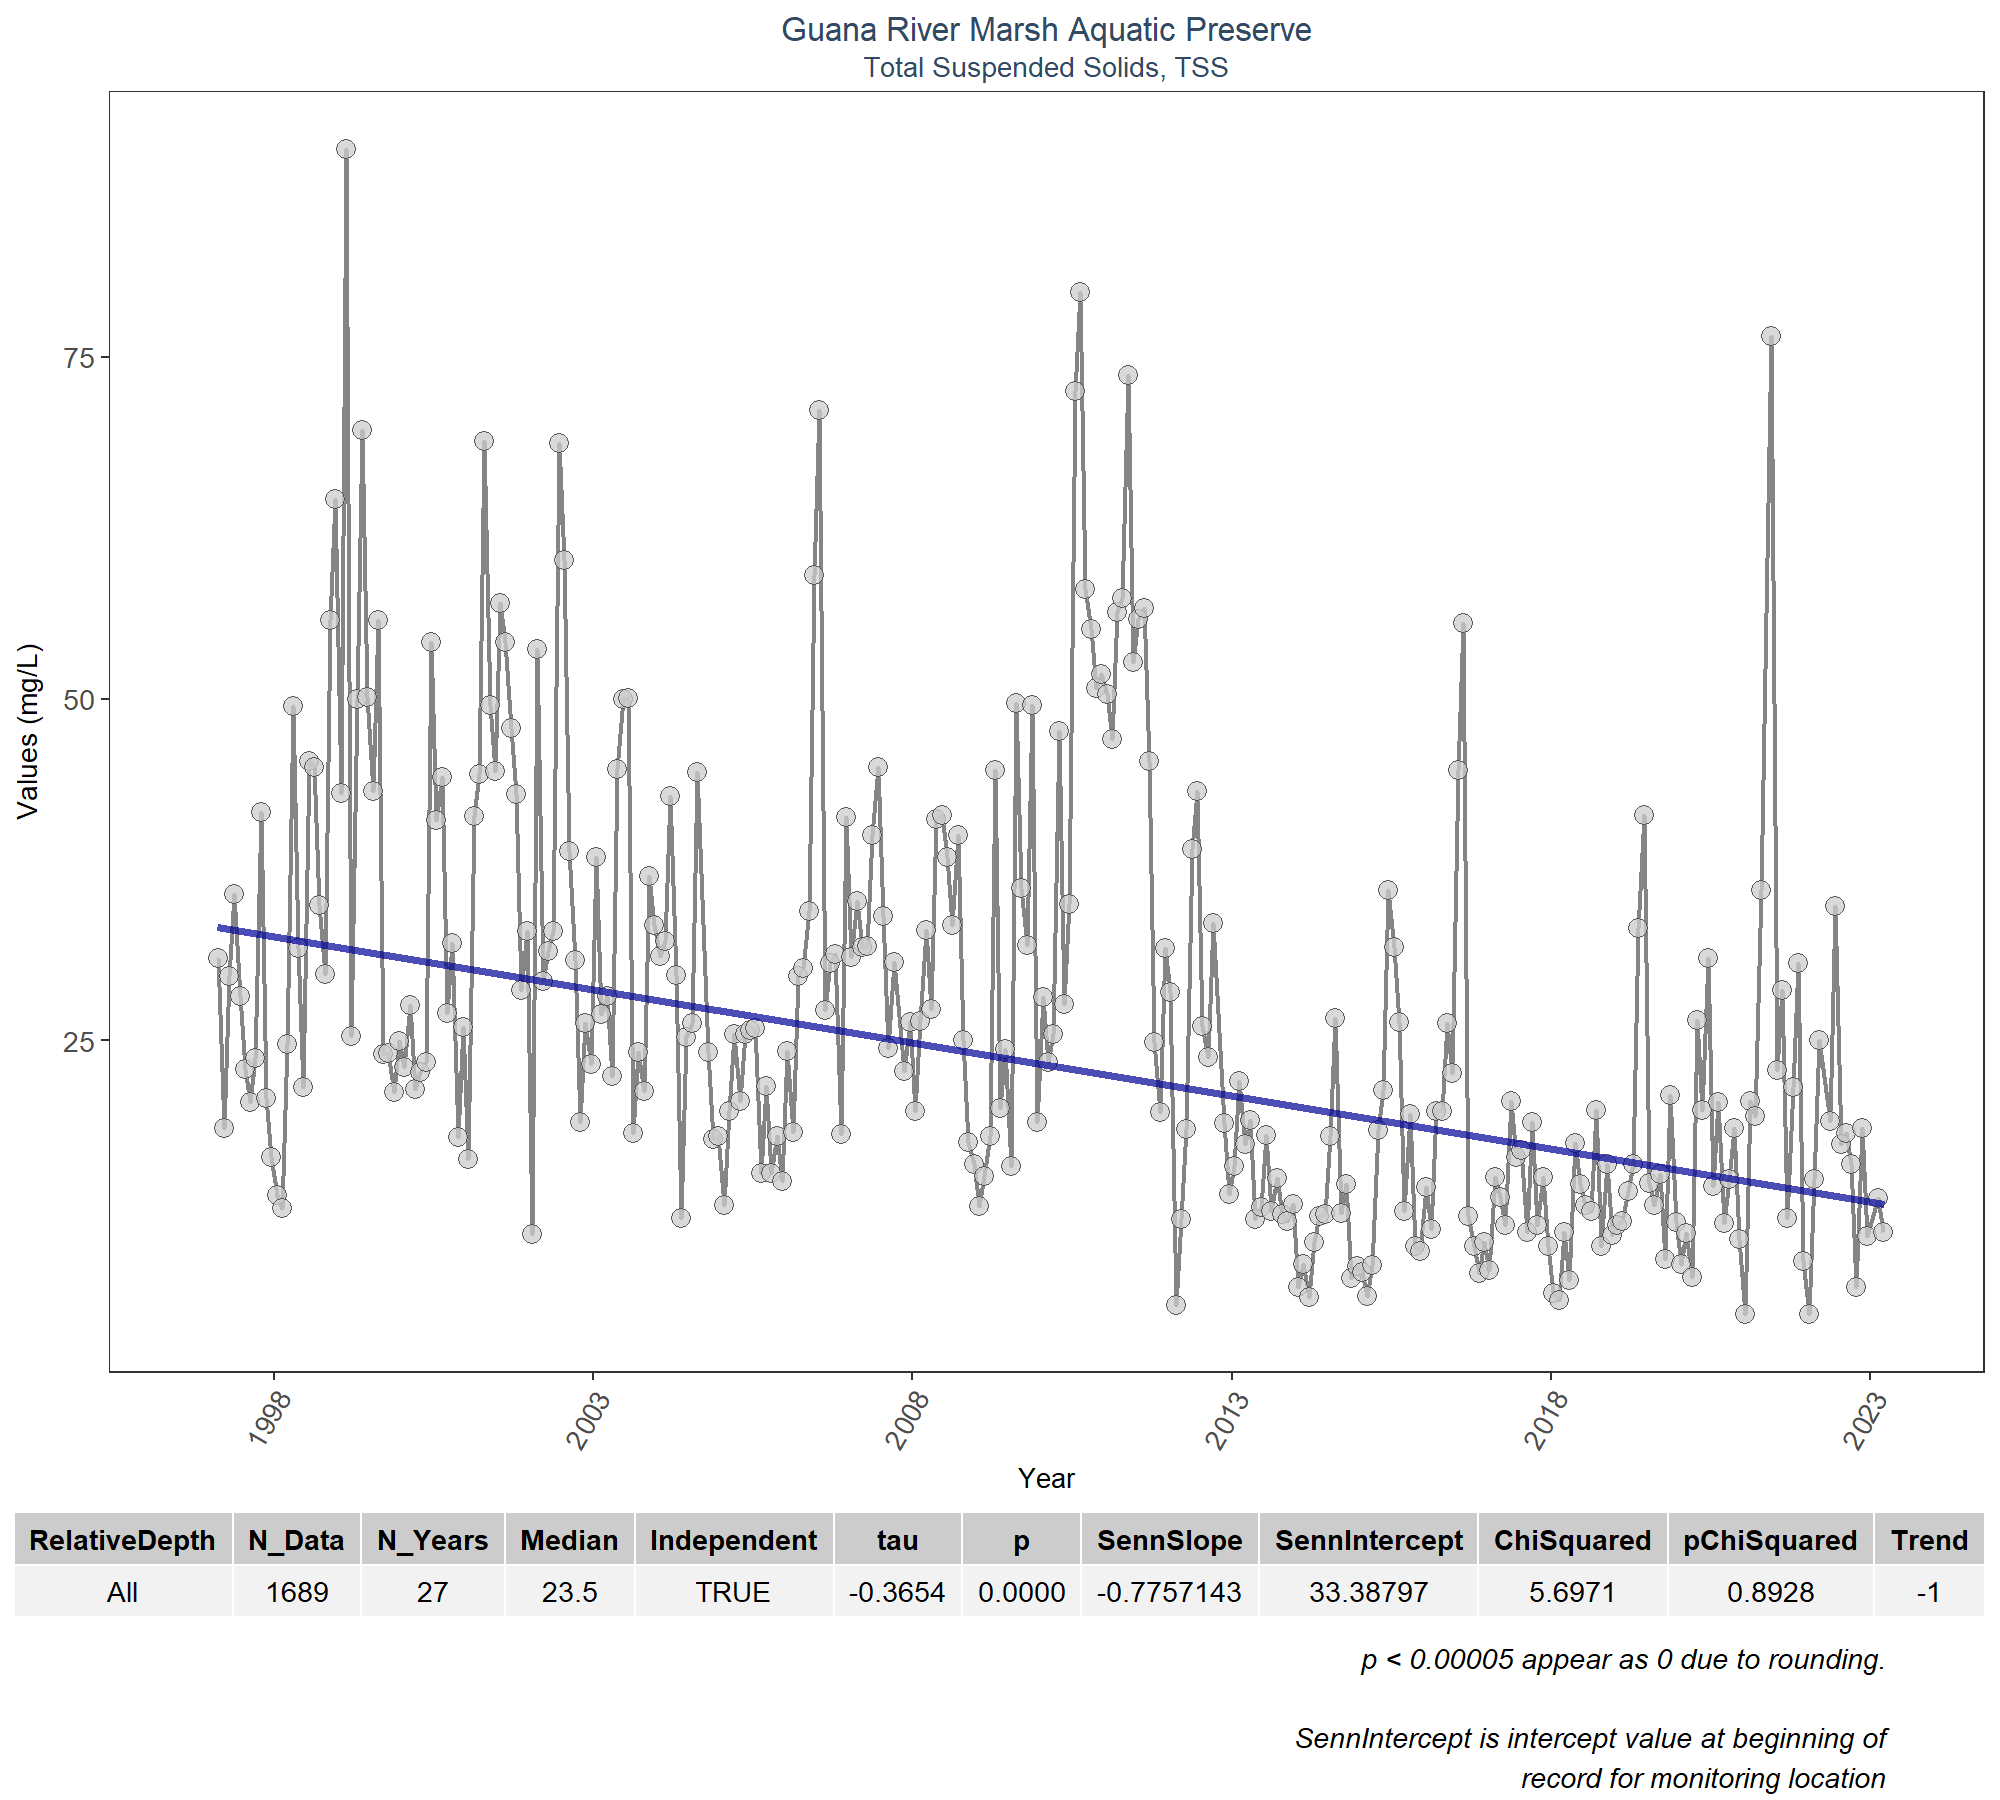 Guana River Marsh Aquatic Preserve
Total Suspended Solids, TSS
Values (mg/L)
75
50
25
1998
2003
2008
2013
2018
2023
Year
RelativeDepth N_Data N_Years Median Independent tau p SennSlope SennIntercept ChiSquared pChiSquared Trend
All 1689 27 23.5 TRUE -0.3654 0.0000 -0.7757143 33.38797 5.6971 0.8928 -1
p < 0.00005 appear as 0 due to rounding.
SennIntercept is intercept value at beginning of
record for monitoring location